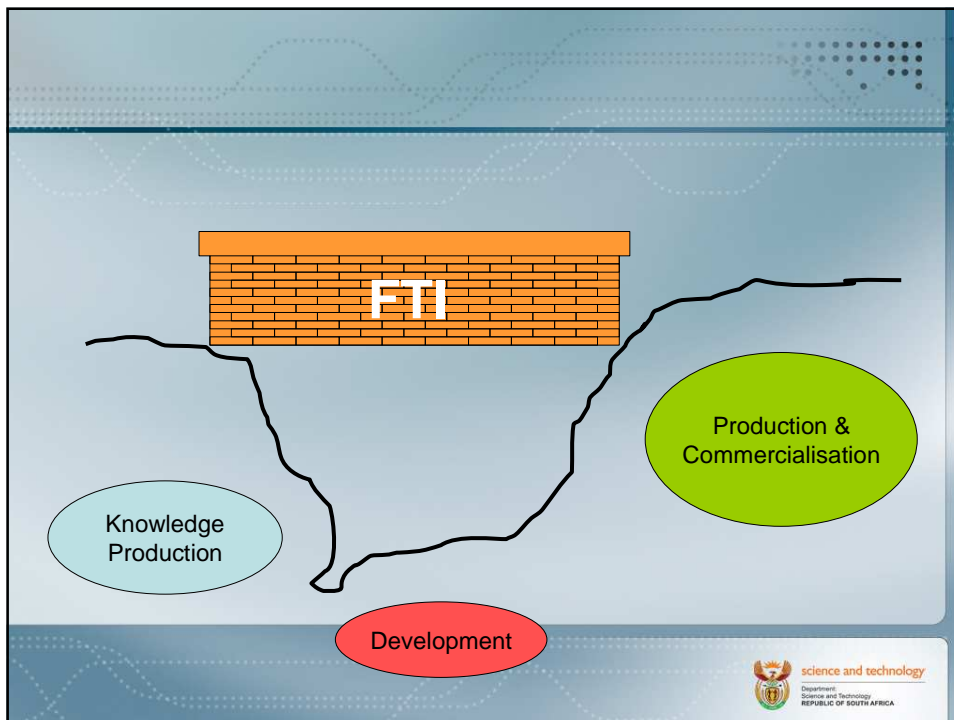 FTI
Production &
Commercialisation
Knowledge
Production
Development
science and technology
Department:
Science and Technology
REPUBLIC OF SOUTH AFRICA